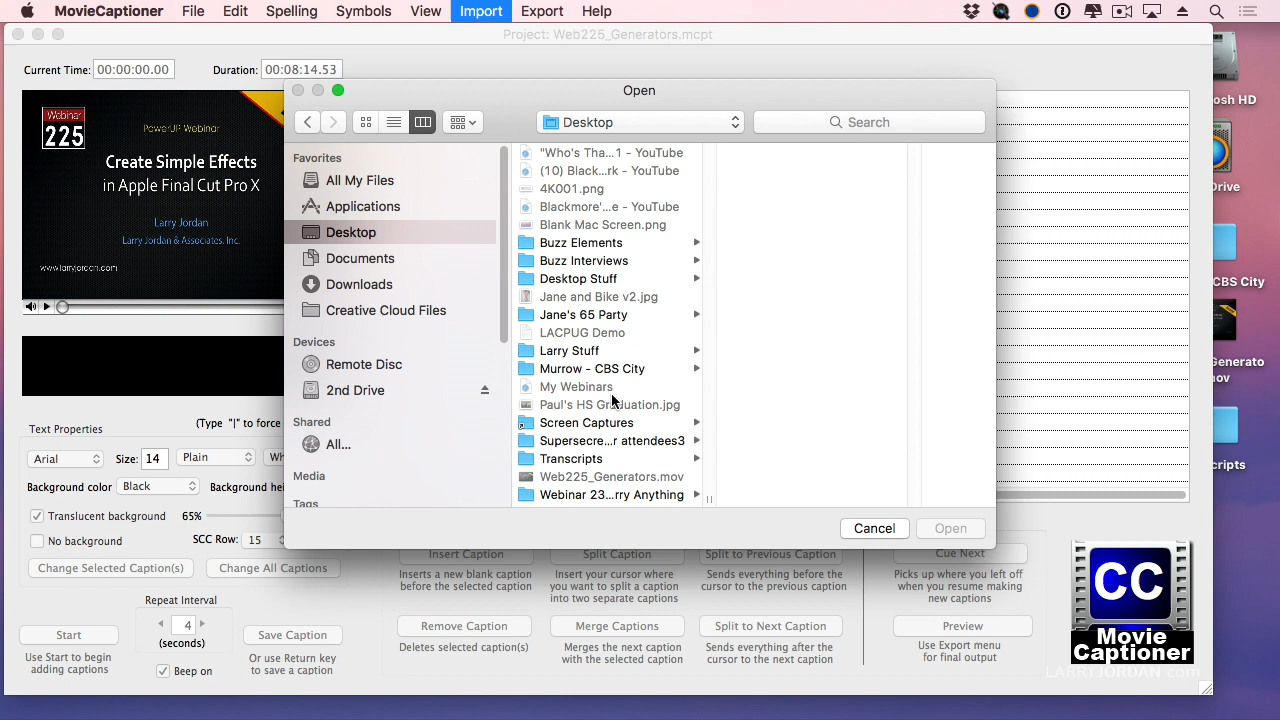 MovieCaptioner File Edit Spelling Symbols View Import Export Help
Project: Web225_Generators.mcpt
Current Time: 00:00:00.00 Duration: 00:08:14.53
Webinar
225
PowerUP Webinar
Create Simple Effects
in Apple Final Cut Pro X
Larry Jordan
Larry Jordan & Associates, Inc.
www.larryjordan.com
Open
Desktop
Search
Favorites
All My Files
Applications
Desktop
Documents
Downloads
Creative Cloud Files
Devices
Remote Disc
2nd Drive
Shared
All...
Media
Tags
"Who's Tha...1 - YouTube
(10) Black...rk - YouTube
4K001.png
Blackmore'...e - YouTube
Blank Mac Screen.png
Buzz Elements
Buzz Interviews
Desktop Stuff
Jane and Bike v2.jpg
Jane's 65 Party
LACPUG Demo
Larry Stuff
Murrow - CBS City
My Webinars
Paul's HS Graduation.jpg
Screen Captures
Supersecre...r attendees3
Transcripts
Web225_Generators.mov
Webinar 23...rry Anything
Cancel Open
osh HD
Drive
CBS City
Generato
nov
cripts
Text Properties
(Type "|" to force
Arial Size: 14 Plain Wh
Background color Black Background hei
Translucent background 65%
No background SCC Row: 15
Change Selected Caption(s) Change All Captions
Repeat Interval
4
(seconds)
Start
Save Caption
Use Start to begin
adding captions
Or use Return key
to save a caption
Beep on
Insert Caption
Inserts a new blank caption
before the selected caption
Split Caption
Insert your cursor where
you want to split a caption
into two separate captions
Split to Previous Caption
Sends everything before the
cursor to the previous caption
Cue Next
Picks up where you left off
when you resume making
new captions
Remove Caption
Deletes selected caption(s)
Merge Captions
Merges the next caption
with the selected caption
Split to Next Caption
Sends everything after the
cursor to the next caption
Preview
Use Export menu
for final output
CC
Movie
Captioner
LARRYJORDAN.com